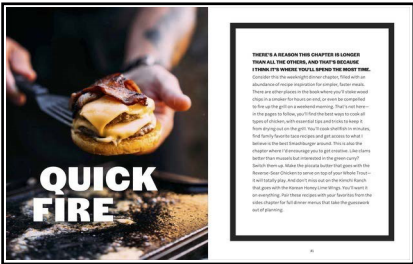 QUICK
FIRE
THERE'S A REASON THIS CHAPTER IS LONGER
THAN ALL THE OTHERS, AND THAT'S BECAUSE
I THINK IT'S WHERE YOU'LL SPEND THE MOST TIME.
Consider this the weeknight dinner chapter, filled with an
abundance of recipe inspiration for simpler, faster meals.
There are other places in the book where you'll stoke wood
chips in a smoker for hours on end, or even be compelled
to fire up the grill on a weekend morning. That's not here—
in the pages to follow, you'll find the best ways to cook all
types of chicken, with essential tips and tricks to keep it
from drying out on the grill. You'll cook shellfish in minutes,
find family favorite taco recipes and get access to what I
believe is the best Smashburger around. This is also the
chapter where I'd encourage you to get creative. Like clams
better than mussels but interested in the green curry?
Switch them up. Make the piccata butter that goes with the
Reverse-Sear Chicken to serve on top of your Whole Trout—
it will totally play. And don't miss out on the Kimchi Ranch
that goes with the Korean Honey-Lime Wings. You'll want it
on everything. Pair these recipes with your favorites from the
sides chapter for full dinner menus that take the guesswork
out of planning.